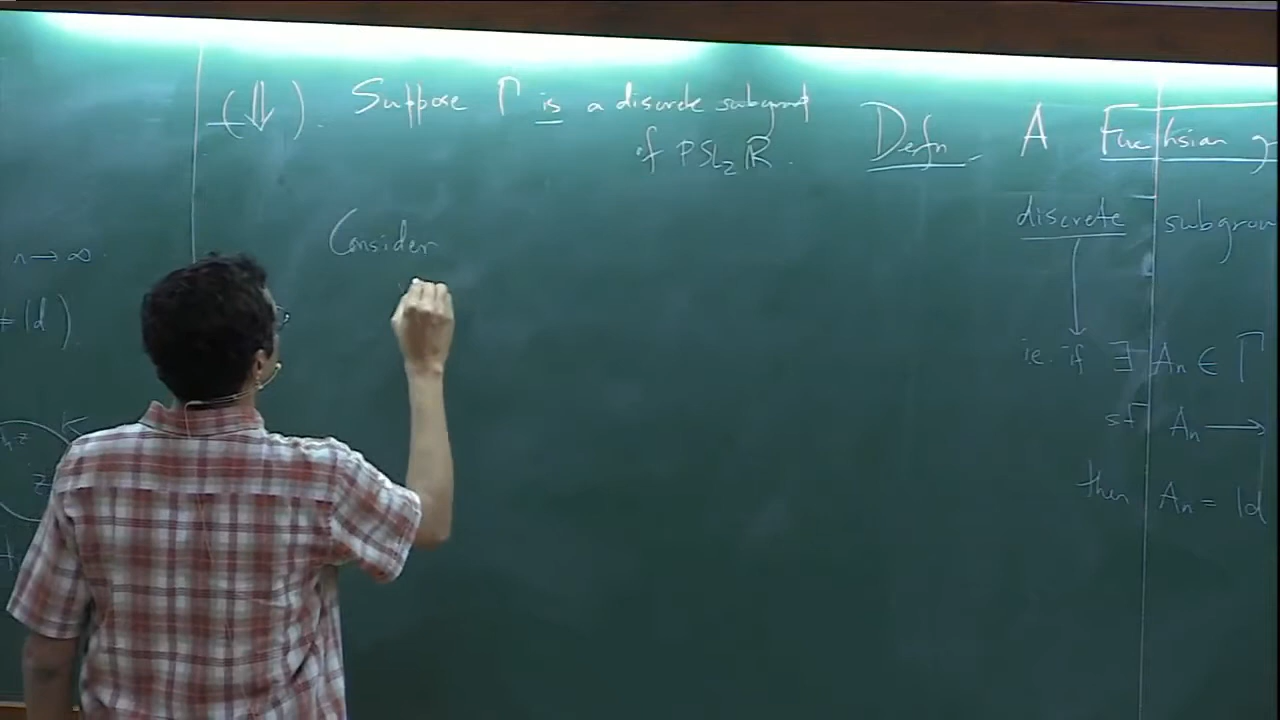 n → ∞
≠ Id )
z
(⇓). Suppose Γ is a discrete subgroup
of PSL₂ℝ.
Consider
Defn. A Fuchsian g
discrete subgrou
i.e. if ∃ Aₙ ∈ Γ
st Aₙ →
then Aₙ = Id